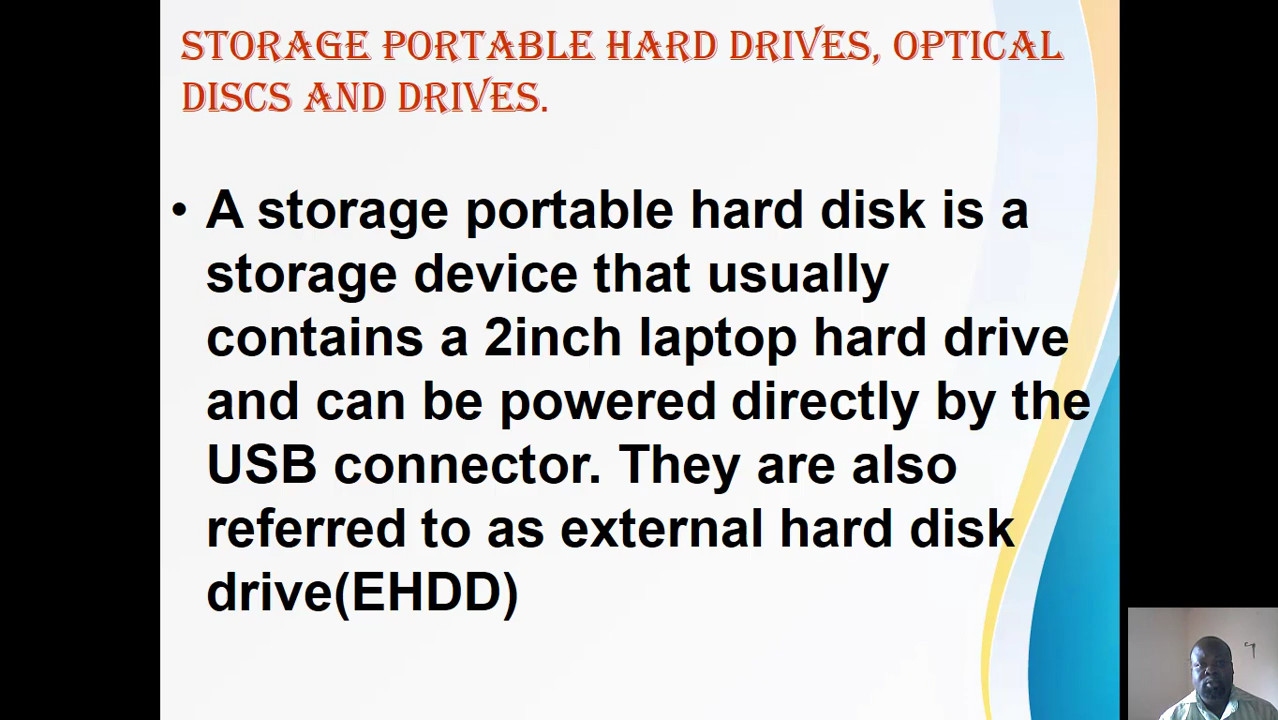 STORAGE PORTABLE HARD DRIVES, OPTICAL
DISCS AND DRIVES.
• A storage portable hard disk is a
storage device that usually
contains a 2inch laptop hard drive
and can be powered directly by the
USB connector. They are also
referred to as external hard disk
drive(EHDD)